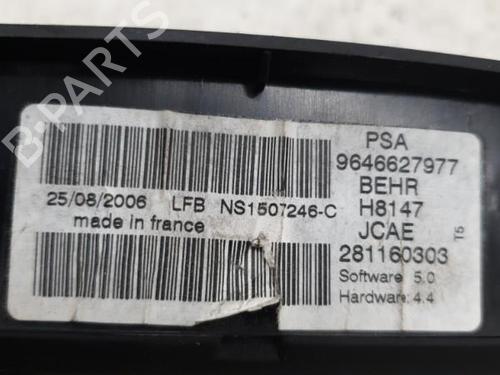 B-PARTS
PSA
9646627977
BEHR
H8147
JCAE
281160303
T5
Software 5.0
Hardware: 4.4
25/08/2006 LFB NS1507246-C
made in france